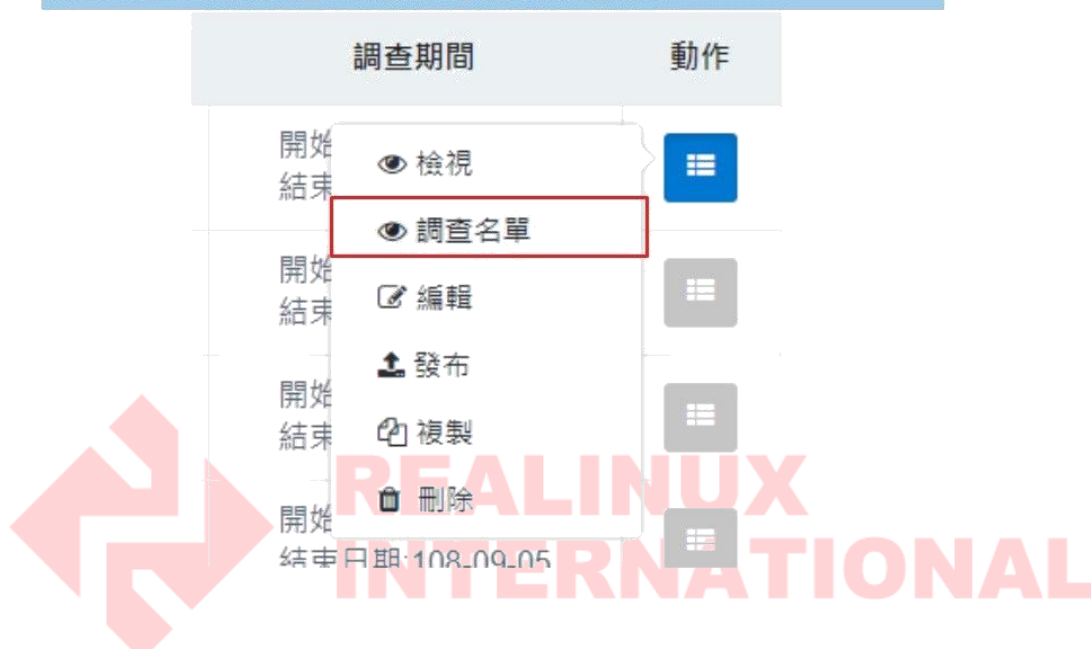 調查期間 動作
開始
結束
檢視
調查名單
開始
結束
編輯
發布
開始
結束
複製
刪除
開始
結束日期:108-09-05
REALINUX
INTERNATIONAL